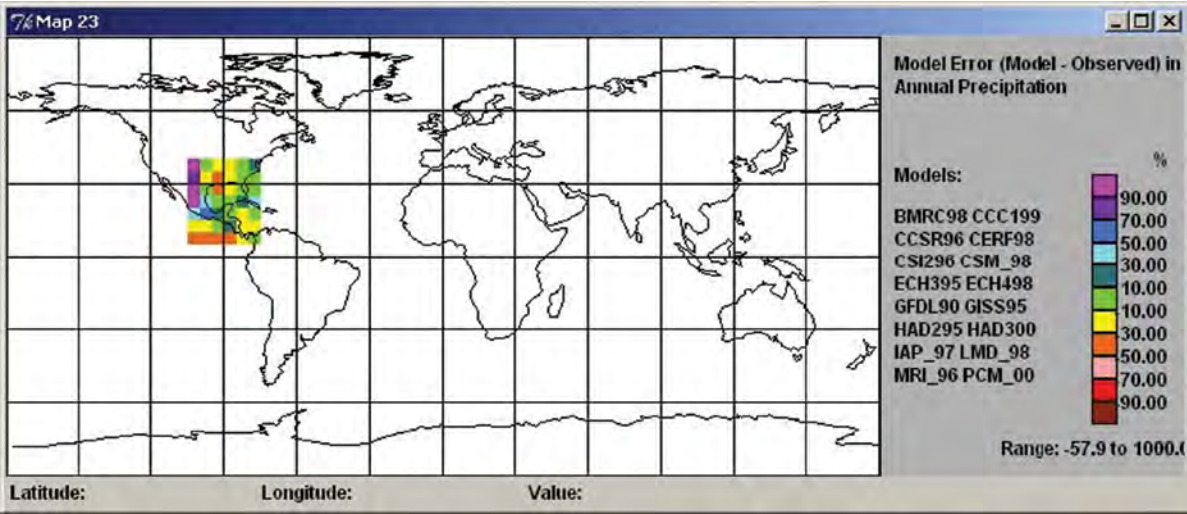 Map 23
Model Error (Model - Observed) in
Annual Precipitation
%
Models:
BMRC98 CCC199
CCSR96 CERF98
CSI296 CSM_98
ECH395 ECH498
GFDL90 GISS95
HAD295 HAD300
IAP_97 LMD_98
MRI_96 PCM_00
90.00
70.00
50.00
30.00
10.00
-10.00
-30.00
-50.00
-70.00
-90.00
Range: -57.9 to 1000.
Latitude: Longitude: Value: